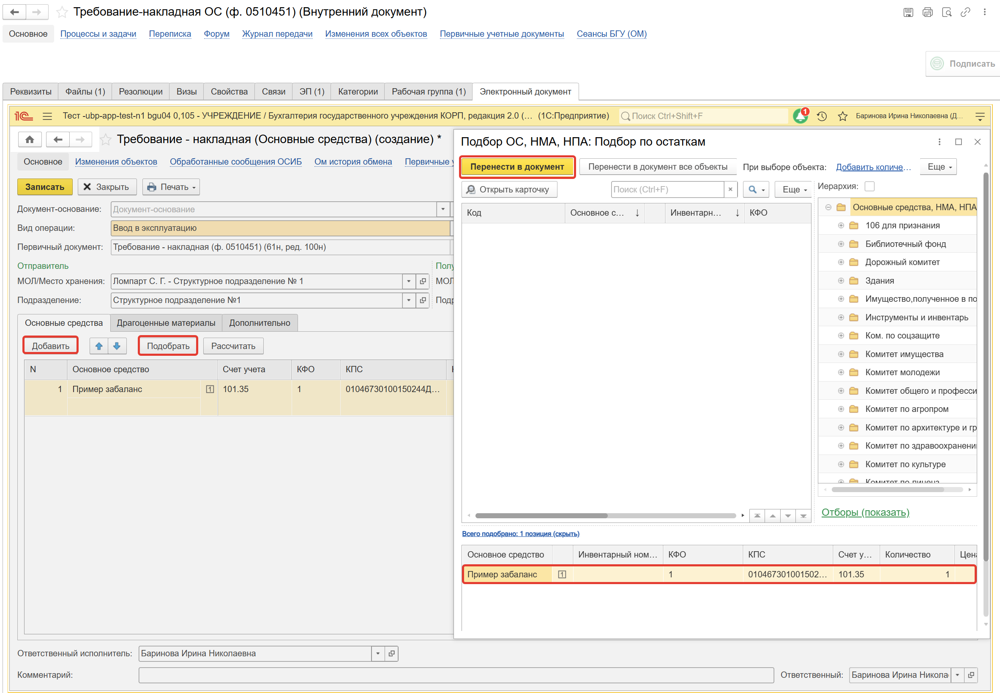 Требование-накладная ОС (ф. 0510451) (Внутренний документ)
Основное Процессы и задачи Переписка Форум Журнал передачи Изменения всех объектов Первичные учетные документы Сеансы БГУ (ОМ)
Подписать
Реквизиты Файлы (1) Резолюции Визы Свойства Связи ЭП (1) Категории Рабочая группа (1) Электронный документ
1С Тест -ubp-app-test-n1 bgu04 0,105 - УЧРЕЖДЕНИЕ / Бухгалтерия государственного учреждения КОРП, редакция 2.0 (... (1С:Предприятие) Поиск Ctrl+Shift+F 1 Баринова Ирина Николаевна (Д...
Требование - накладная (Основные средства) (создание) *
Основное Изменения объектов Обработанные сообщения ОСИБ Ом история обмена Первичные у
Записать Закрыть Печать
Документ-основание: Документ-основание
Вид операции: Ввод в эксплуатацию
Первичный документ: Требование - накладная (ф. 0510451) (61н, ред. 100н)
Отправитель Полу
МОЛ/Место хранения: Ломпарт С. Г. - Структурное подразделение № 1 МОЛ
Подразделение: Структурное подразделение №1 Подр
Основные средства Драгоценные материалы Дополнительно
Добавить Подобрать Рассчитать
N Основное средство Счет учета КФО КПС
1 Пример забаланс 1 101.35 1 01046730100150244Д...
Подбор ОС, НМА, НПА: Подбор по остаткам
Перенести в документ Перенести в документ все объекты При выборе объекта: Добавить количе... Еще
Открыть карточку Поиск (Ctrl+F) × Еще Иерархия:
Код Основное с... ↓ Инвентарн... ↓ КФО
Основные средства, НМА, НПА
106 для признания
Библиотечный фонд
Дорожный комитет
Здания
Имущество,полученное в по
Инструменты и инвентарь
Ком. по соцзащите
Комитет имущества
Комитет молодежи
Комитет общего и професси
Комитет по агропром
Комитет по архитектуре и гр
Комитет по здравоохранени
Комитет по культуре
Комитет по лиценз
Отборы (показать)
Всего подобрано: 1 позиция (скрыть)
Основное средство Инвентарный ном... КФО КПС Счет у... Количество Цена
Пример забаланс 1 1 010467301001502... 101.35 1
Ответственный исполнитель: Баринова Ирина Николаевна
Комментарий: Ответственный: Баринова Ирина Никола